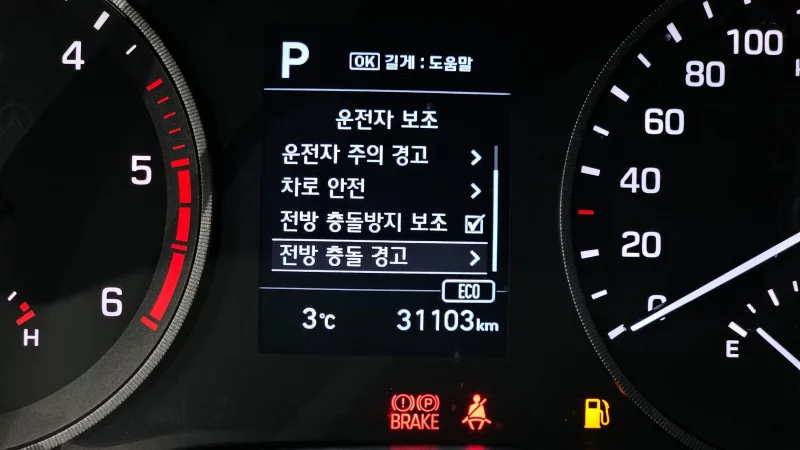 P
OK 길게 : 도움말
운전자 보조
운전자 주의 경고
차로 안전
전방 충돌방지 보조
전방 충돌 경고
ECO
3℃
31103km
4
5
6
H
100
80
60
40
20
0
E
(!) (P)
BRAKE